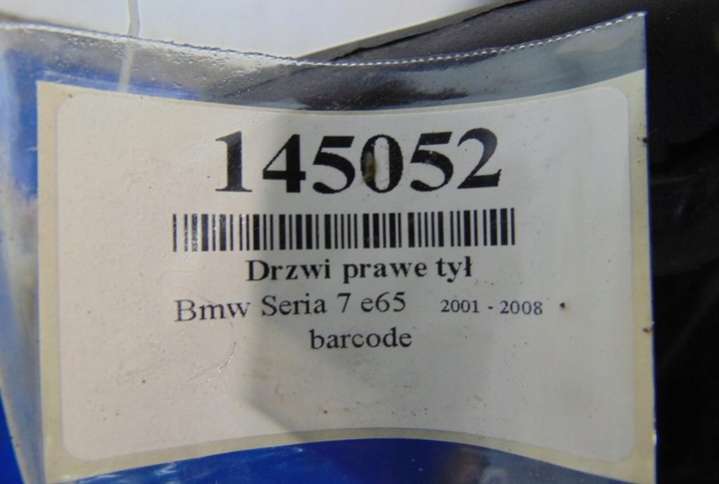 145052
Drzwi prawe tył
Bmw Seria 7 e65 2001 - 2008
barcode